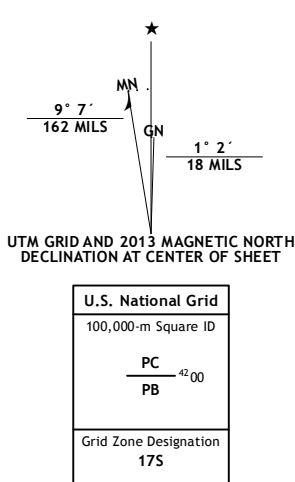 MN
GN
9° 7´
162 MILS
1° 2´
18 MILS
UTM GRID AND 2013 MAGNETIC NORTH
DECLINATION AT CENTER OF SHEET
U.S. National Grid
100,000-m Square ID
PC
4200
PB
Grid Zone Designation
17S